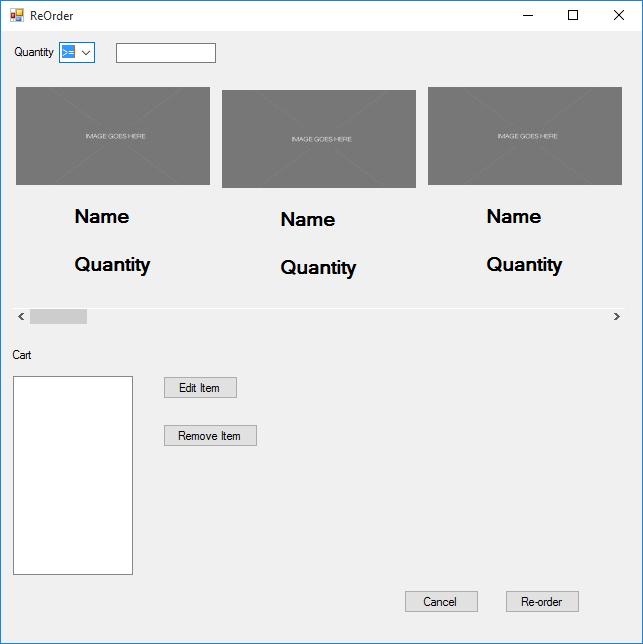 ReOrder
Quantity >=
IMAGE GOES HERE IMAGE GOES HERE IMAGE GOES HERE
Name Name Name
Quantity Quantity Quantity
Cart
Edit Item
Remove Item
Cancel Re-order